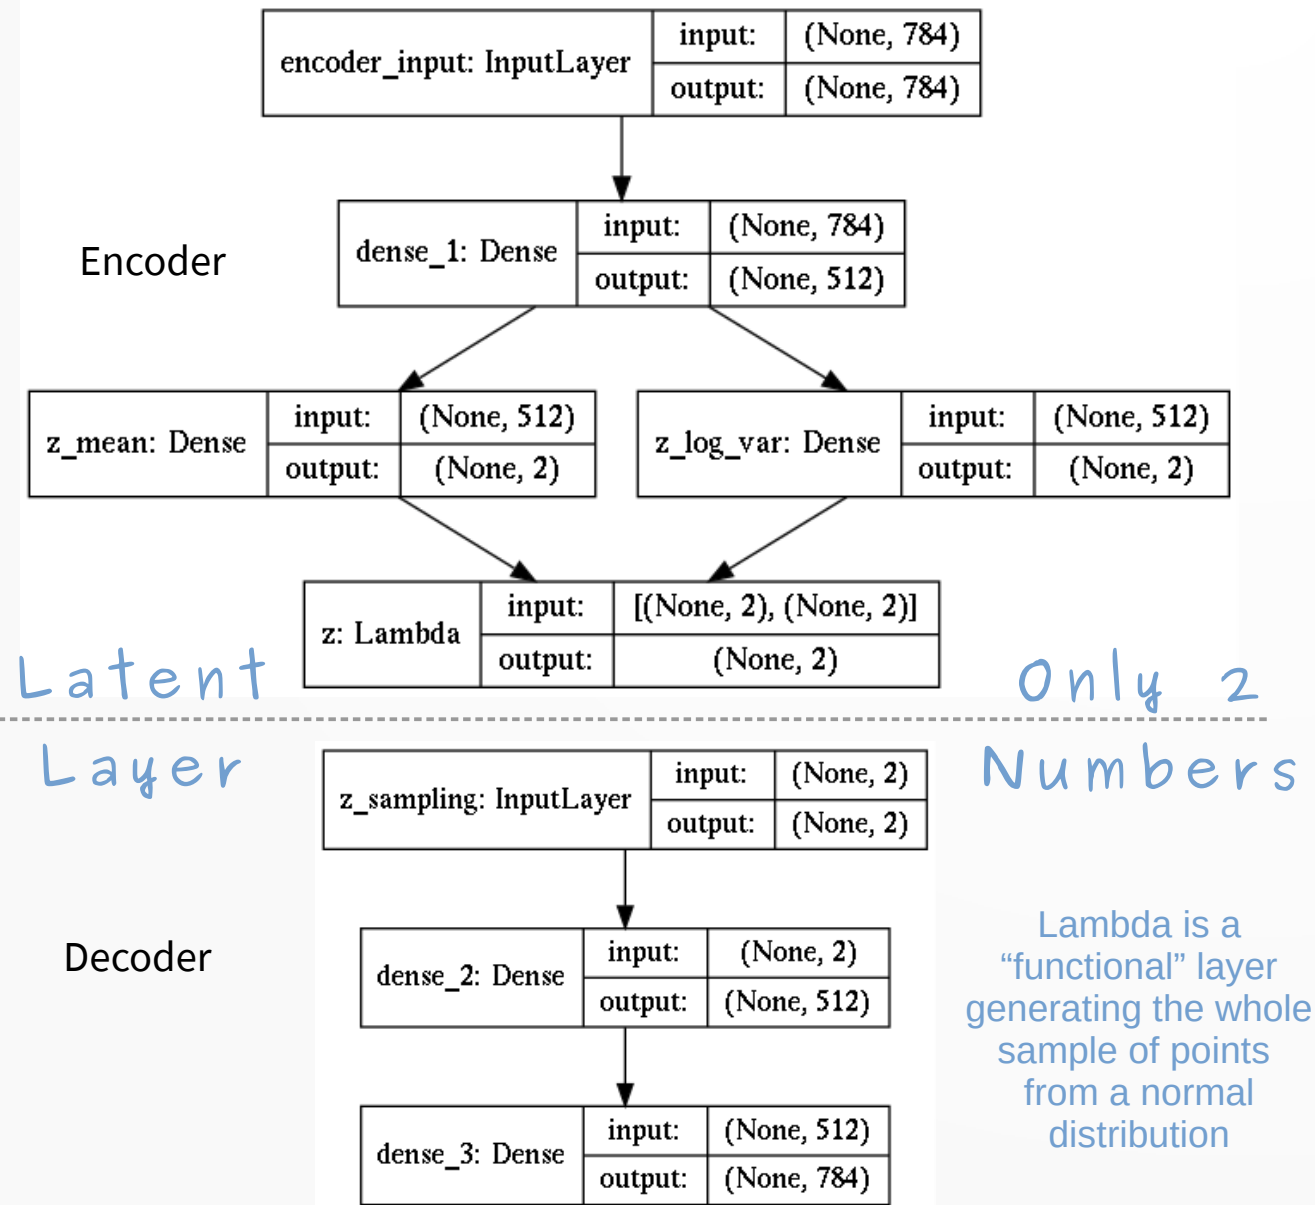 encoder_input: InputLayer
input: (None, 784)
output: (None, 784)
Encoder
dense_1: Dense
input: (None, 784)
output: (None, 512)
z_mean: Dense
input: (None, 512)
output: (None, 2)
z_log_var: Dense
input: (None, 512)
output: (None, 2)
z: Lambda
input: [(None, 2), (None, 2)]
output: (None, 2)
Latent
Layer
Only 2
Numbers
z_sampling: InputLayer
input: (None, 2)
output: (None, 2)
Decoder
dense_2: Dense
input: (None, 2)
output: (None, 512)
dense_3: Dense
input: (None, 512)
output: (None, 784)
Lambda is a
“functional” layer
generating the whole
sample of points
from a normal
distribution